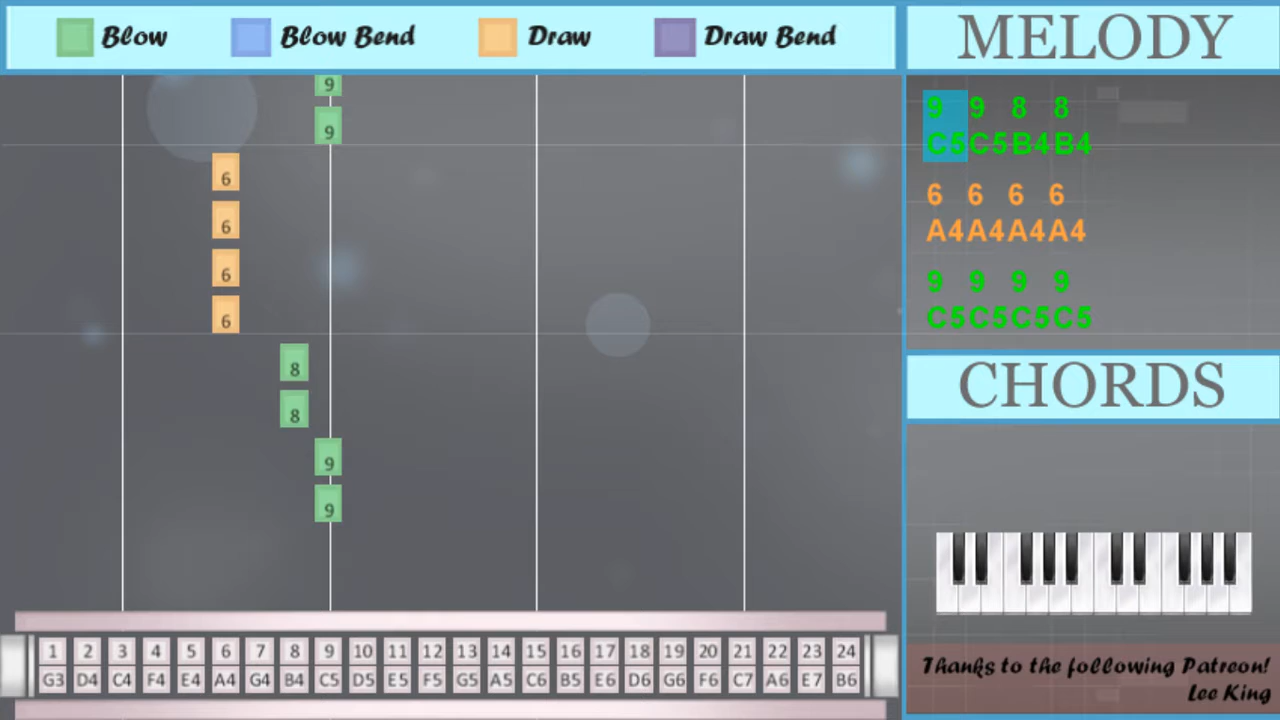 Blow Blow Bend Draw Draw Bend
MELODY
9 9 8 8
C5 C5 B4 B4
6 6 6 6
A4 A4 A4 A4
9 9 9 9
C5 C5 C5 C5
CHORDS
Thanks to the following Patreon!
Lee King
9
9
6
6
6
6
8
8
9
9
1 2 3 4 5 6 7 8 9 10 11 12 13 14 15 16 17 18 19 20 21 22 23 24
G3 D4 C4 F4 E4 A4 G4 B4 C5 D5 E5 F5 G5 A5 C6 B5 E6 D6 G6 F6 C7 A6 E7 B6